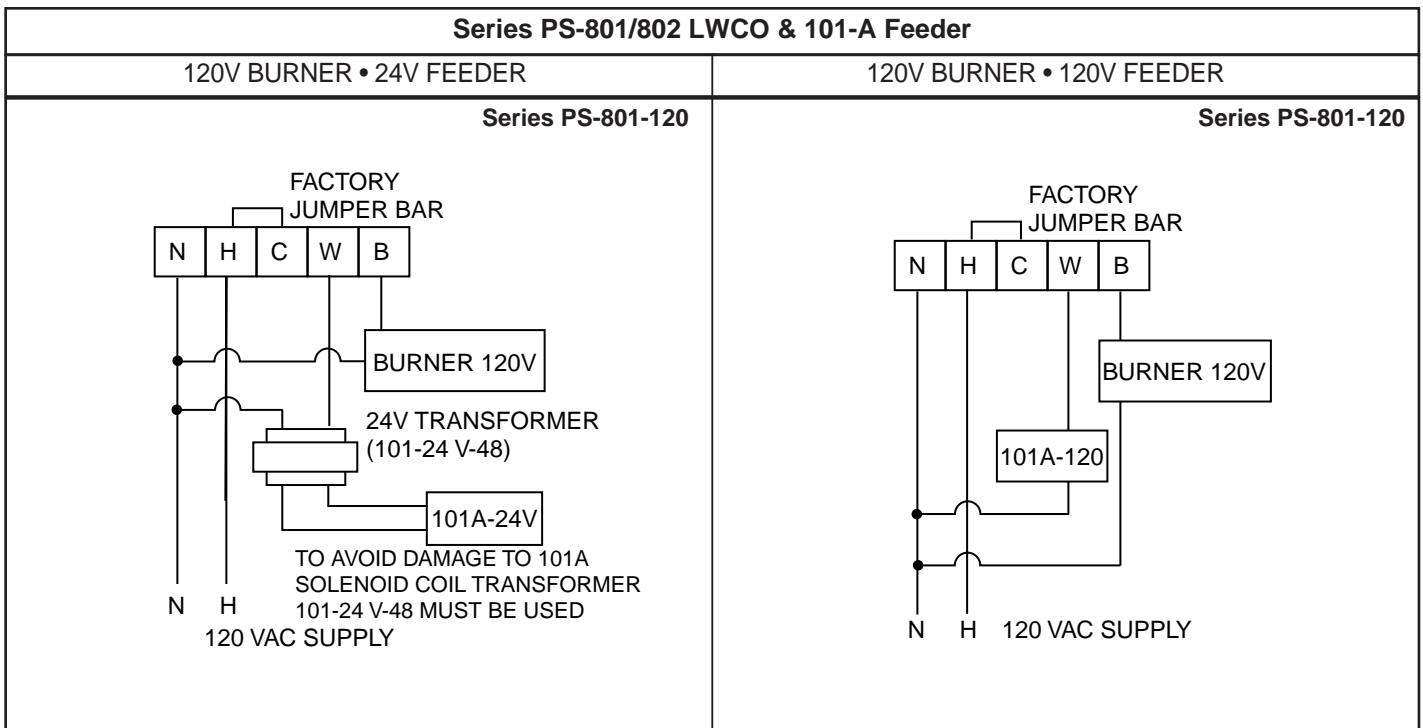 Series PS-801/802 LWCO & 101-A Feeder
120V BURNER • 24V FEEDER
120V BURNER • 120V FEEDER
Series PS-801-120
FACTORY
JUMPER BAR
N H C W B
BURNER 120V
24V TRANSFORMER
(101-24 V-48)
101A-24V
TO AVOID DAMAGE TO 101A
SOLENOID COIL TRANSFORMER
101-24 V-48 MUST BE USED
N H
120 VAC SUPPLY
Series PS-801-120
FACTORY
JUMPER BAR
N H C W B
BURNER 120V
101A-120
N H 120 VAC SUPPLY